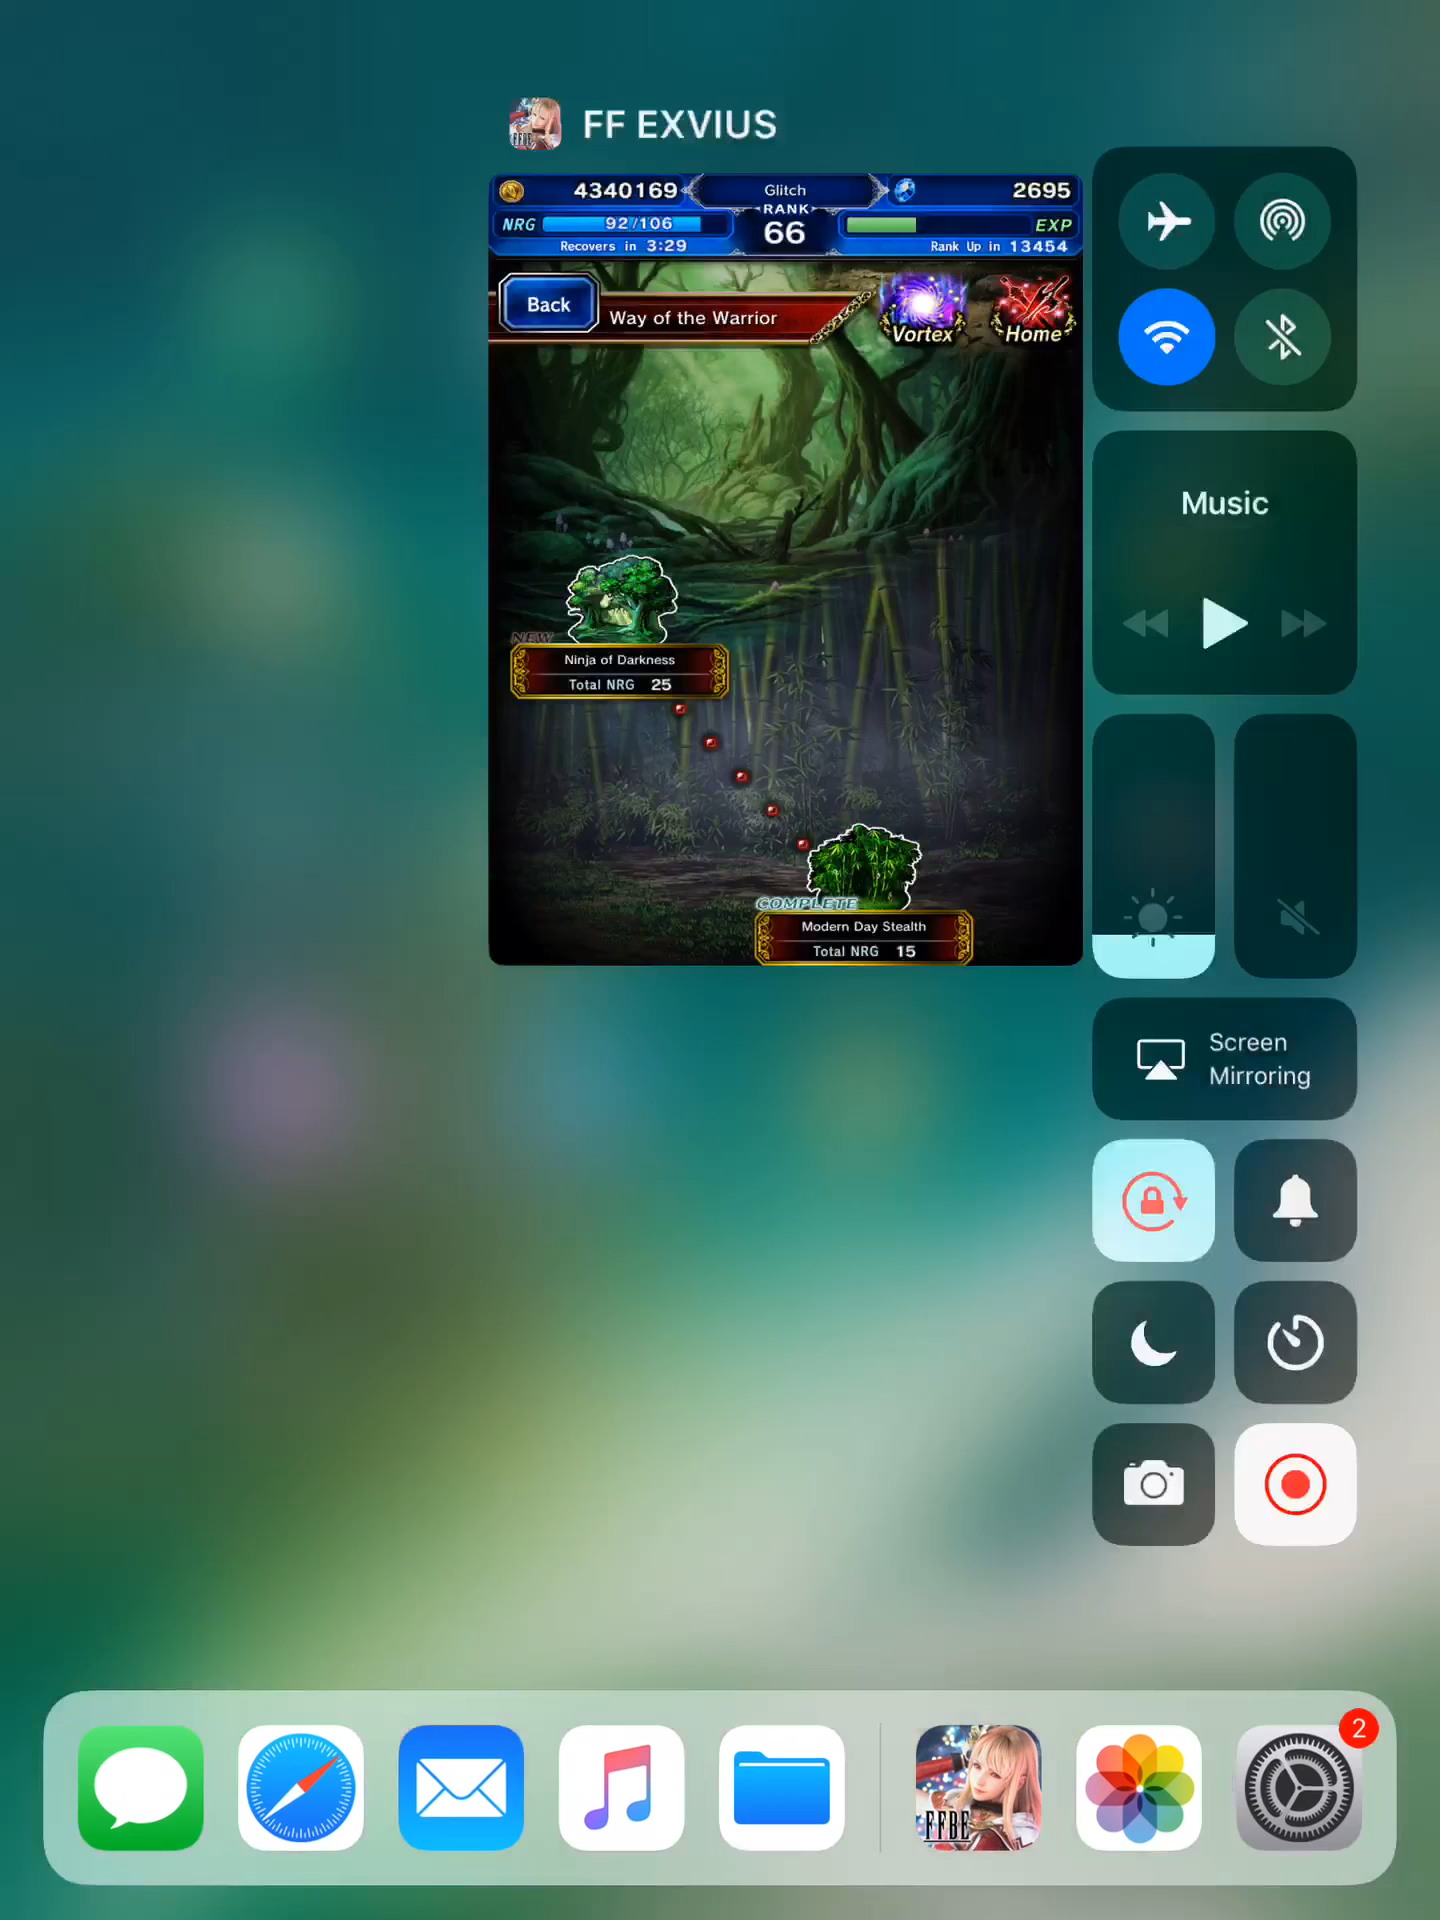 FF EXVIUS
4340169
Glitch
2695
NRG 92/106
RANK
66
EXP
Recovers in 3:29
Rank Up in 13454
Back
Way of the Warrior
Vortex
Home
NEW
Ninja of Darkness
Total NRG 25
COMPLETE
Modern Day Stealth
Total NRG 15
Music
Screen
Mirroring
FFBE
2